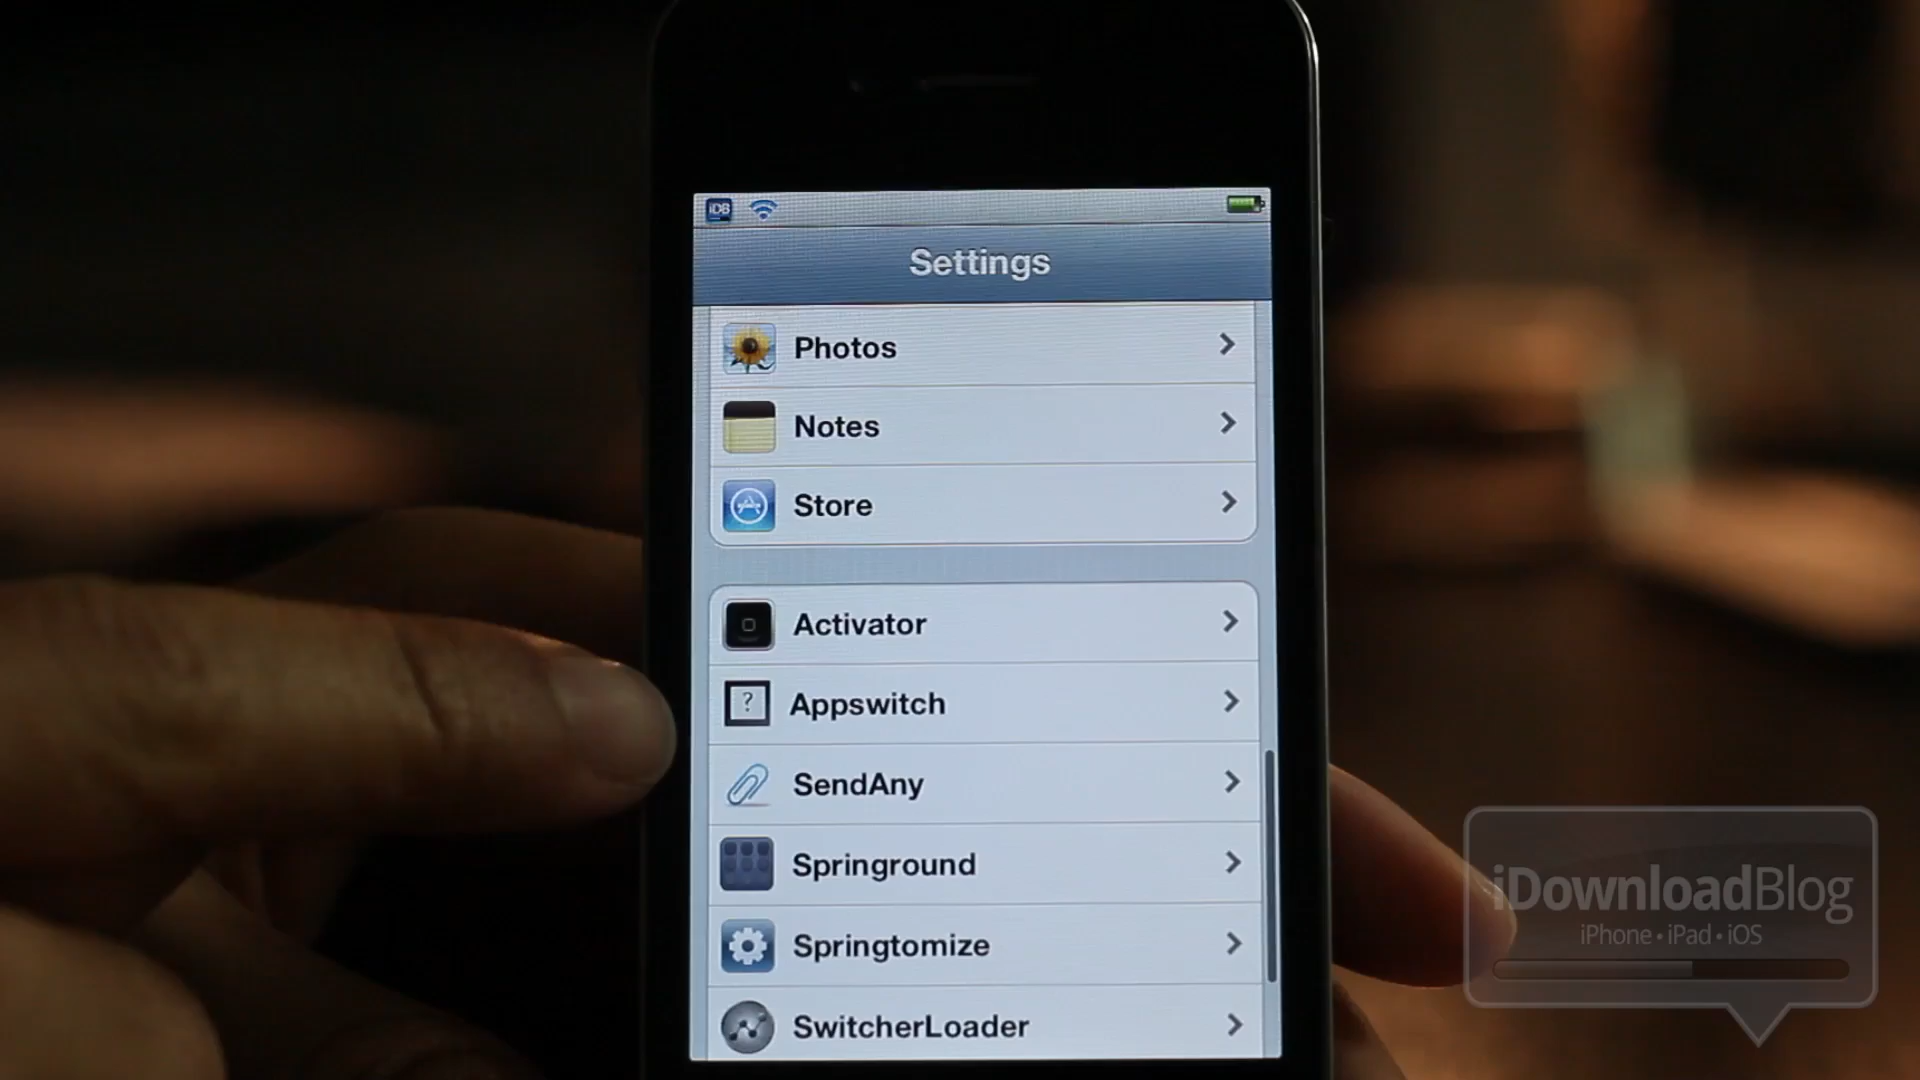 iDB
Settings
Photos
Notes
Store
Activator
?
Appswitch
SendAny
Springround
Springtomize
SwitcherLoader
iDownloadBlog
iPhone • iPad • iOS